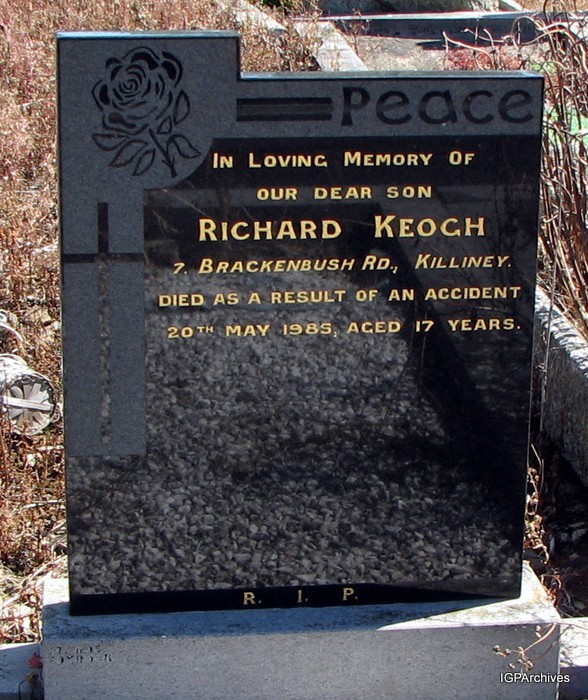 Peace
In Loving Memory Of
our dear son
Richard Keogh
7. Brackenbush Rd., Killiney.
died as a result of an accident
20th May 1985, aged 17 years.
R. I. P.
IGPArchives